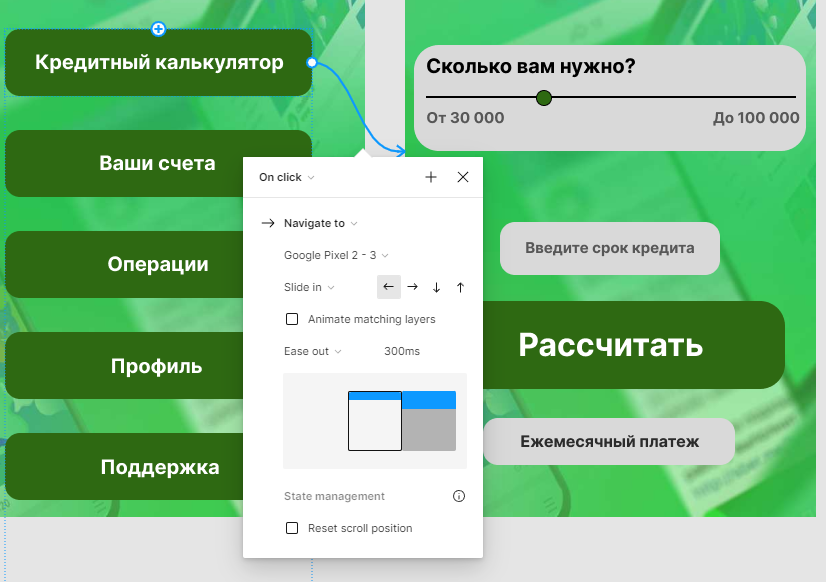 Кредитный калькулятор
Ваши счета
Операции
Профиль
Поддержка
Сколько вам нужно?
От 30 000
До 100 000
Введите срок кредита
Рассчитать
Ежемесячный платеж
On click
Navigate to
Google Pixel 2 - 3
Slide in
Animate matching layers
Ease out
300ms
State management
Reset scroll position